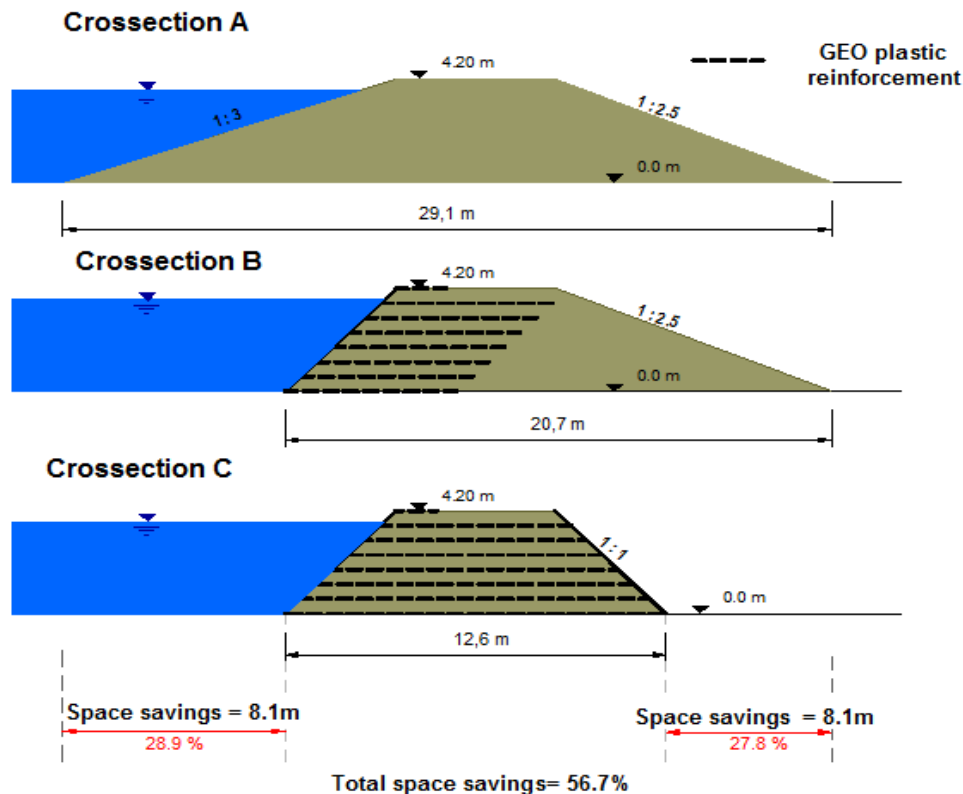 Crossection A
4.20 m
GEO plastic
reinforcement
1:3
1:2.5
0.0 m
29,1 m
Crossection B
4.20 m
1:2.5
0.0 m
20,7 m
Crossection C
4.20 m
1:1
0.0 m
12,6 m
Space savings = 8.1m
28.9 %
Space savings = 8.1m
27.8 %
Total space savings= 56.7%